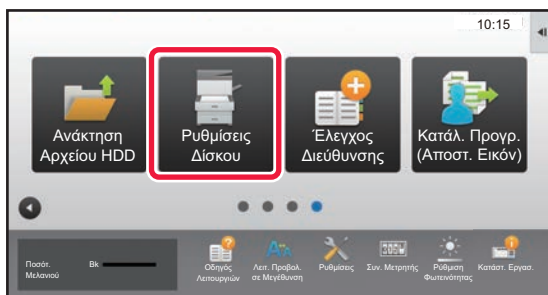 10:15
Ανάκτηση
Αρχείου HDD
Ρυθμίσεις
Δίσκου
Έλεγχος
Διεύθυνσης
Κατάλ. Προγρ.
(Αποστ. Εικόν)
Ποσότ.
Μελανιού
Bk
Οδηγός
Λειτουργιών
Λειτ. Προβολ.
σε Μεγέθυνση
Ρυθμίσεις
Συν. Μετρητής
Ρύθμιση
Φωτεινότητας
Κατάστ. Εργασ.